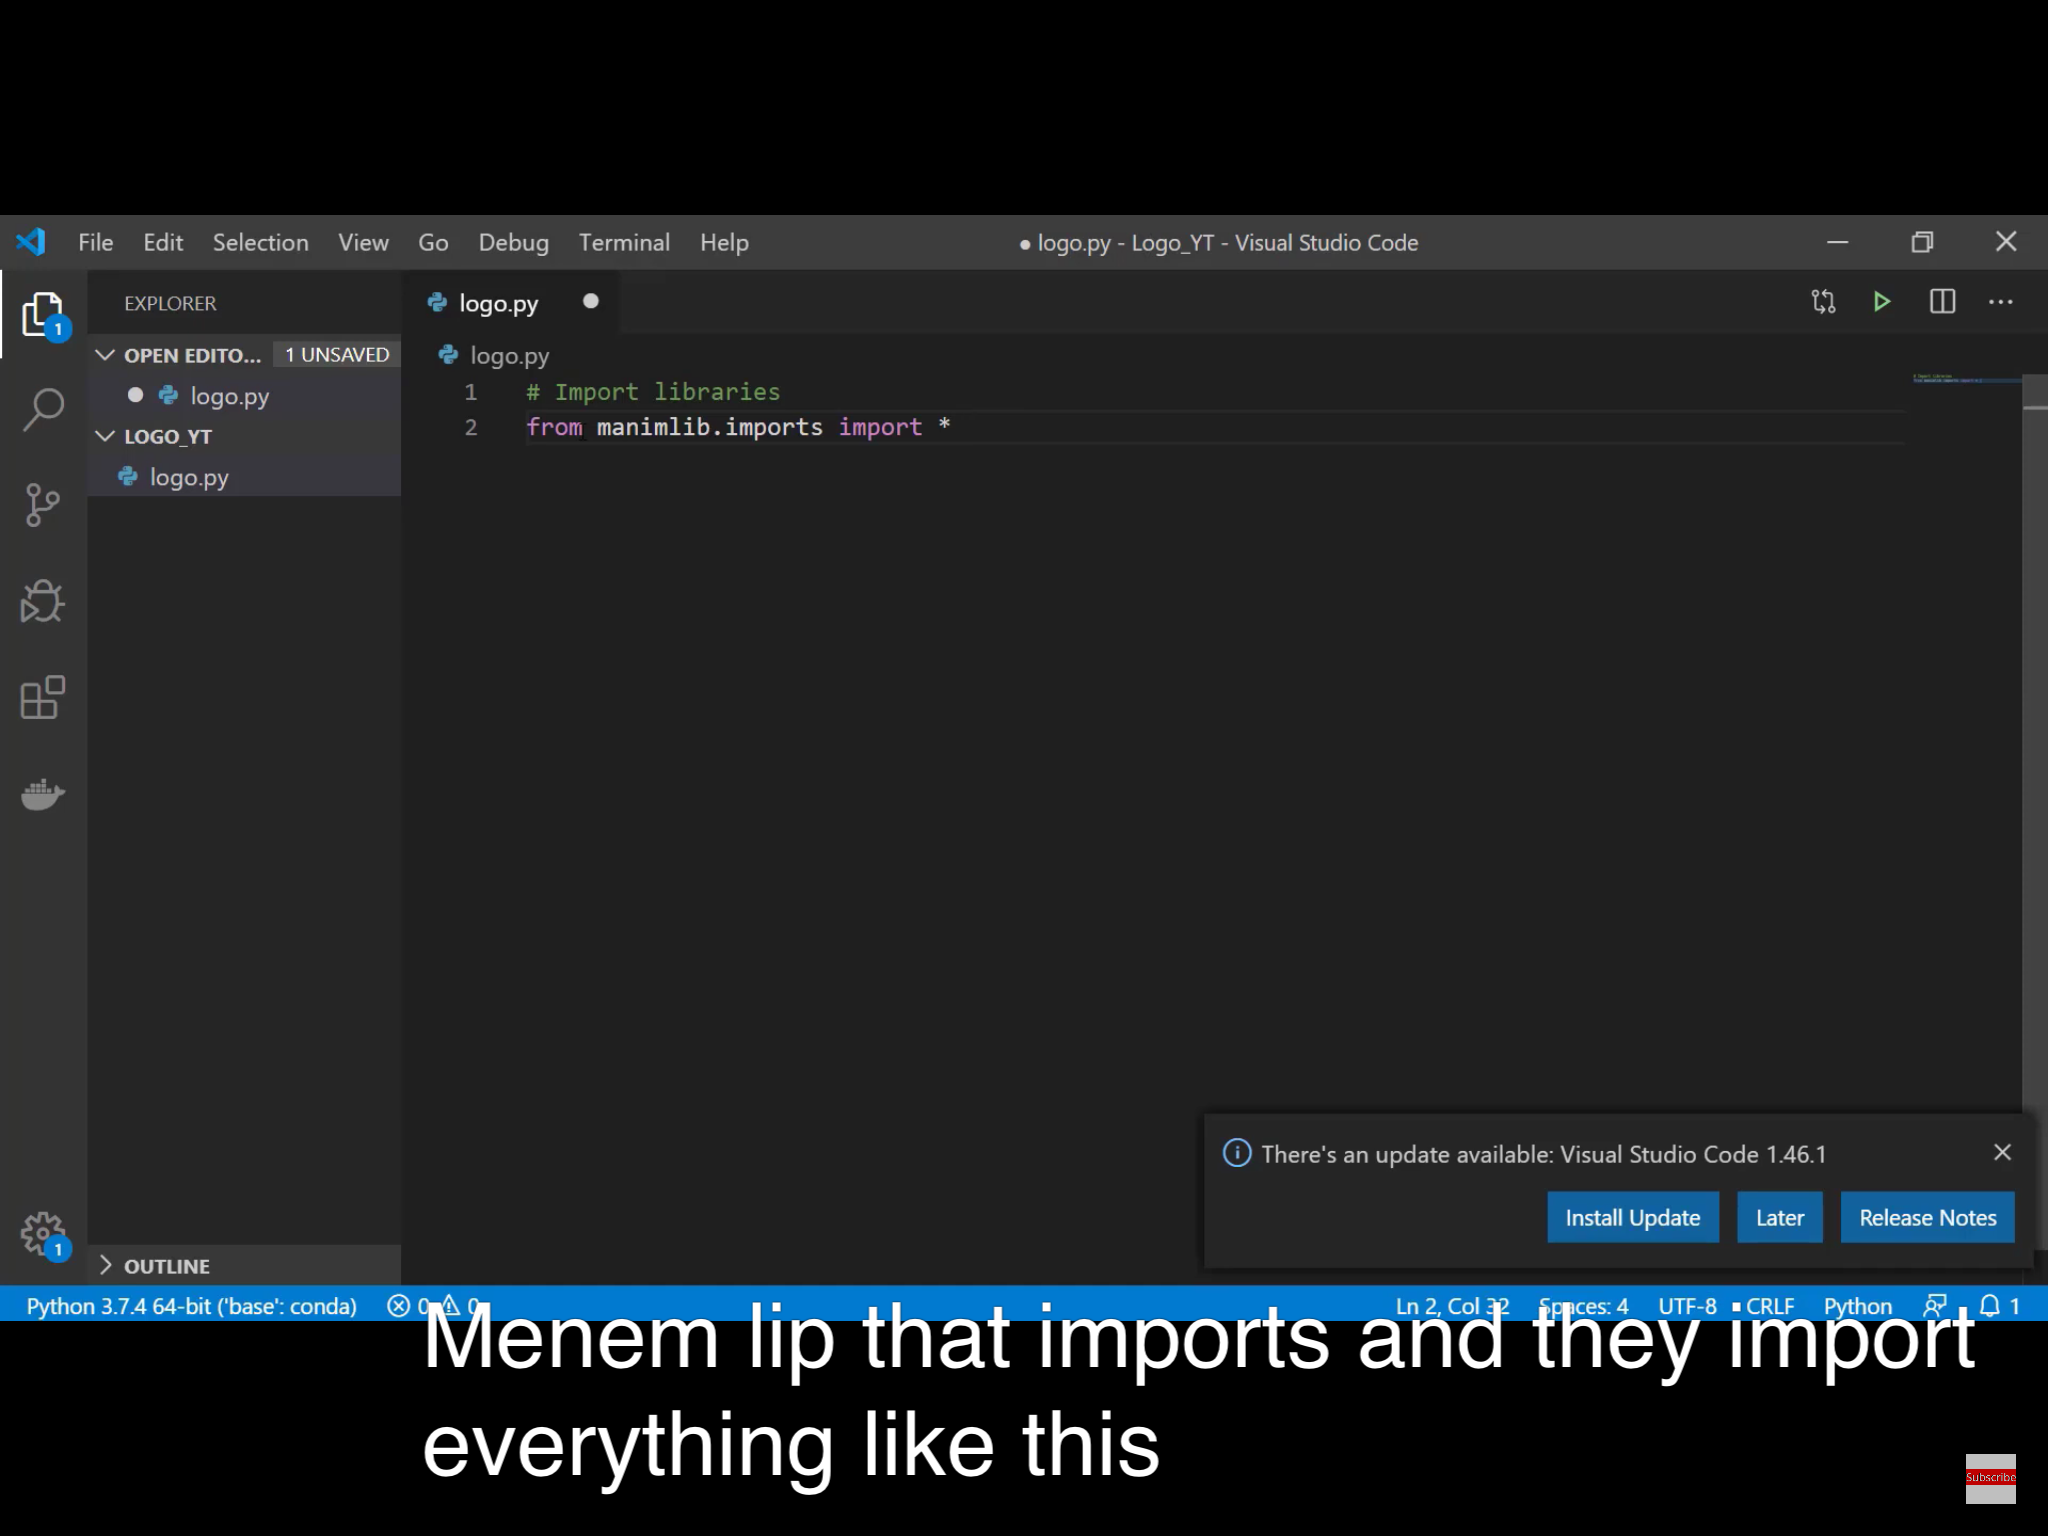 File Edit Selection View Go Debug Terminal Help
● logo.py - Logo_YT - Visual Studio Code
EXPLORER
OPEN EDITO... 1 UNSAVED
logo.py
LOGO_YT
logo.py
OUTLINE
logo.py
logo.py
1 # Import libraries
2 from manimlib.imports import *
There's an update available: Visual Studio Code 1.46.1
Install Update Later Release Notes
1
1
Python 3.7.4 64-bit ('base': conda) 0 0 Ln 2, Col 32 Spaces: 4 UTF-8 CRLF Python 1
Menem lip that imports and they import
everything like this
Subscribe